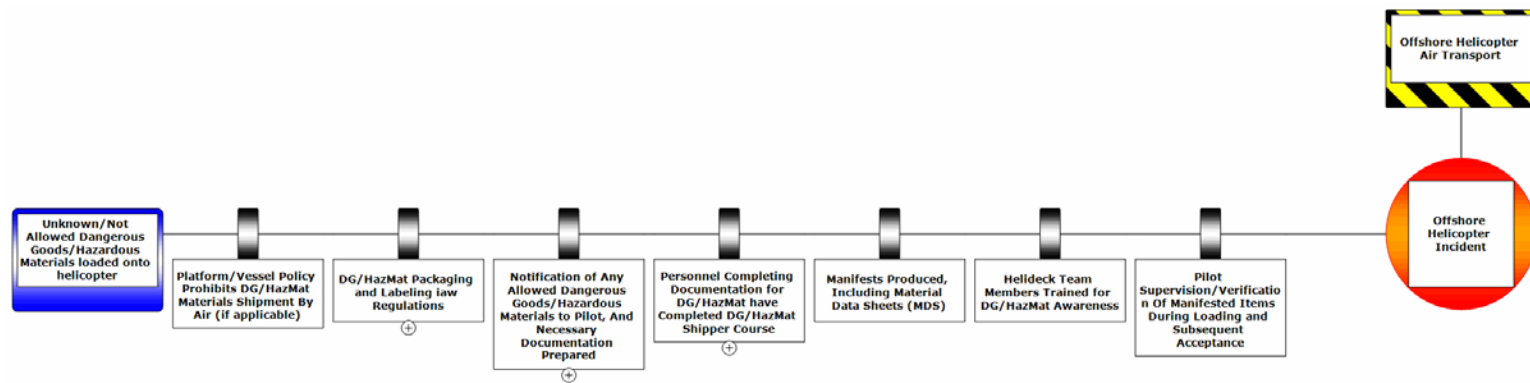 Offshore Helicopter
Air Transport
Unknown/Not
Allowed Dangerous
Goods/Hazardous
Materials loaded onto
helicopter
Platform/Vessel Policy
Prohibits DG/HazMat
Materials Shipment By
Air (if applicable)
DG/HazMat Packaging
and Labeling iaw
Regulations
Notification of Any
Allowed Dangerous
Goods/Hazardous
Materials to Pilot, And
Necessary
Documentation
Prepared
Personnel Completing
Documentation for
DG/HazMat have
Completed DG/HazMat
Shipper Course
Manifests Produced,
Including Material
Data Sheets (MDS)
Helideck Team
Members Trained for
DG/HazMat Awareness
Pilot
Supervision/Verificatio
n Of Manifested Items
During Loading and
Subsequent
Acceptance
Offshore
Helicopter
Incident